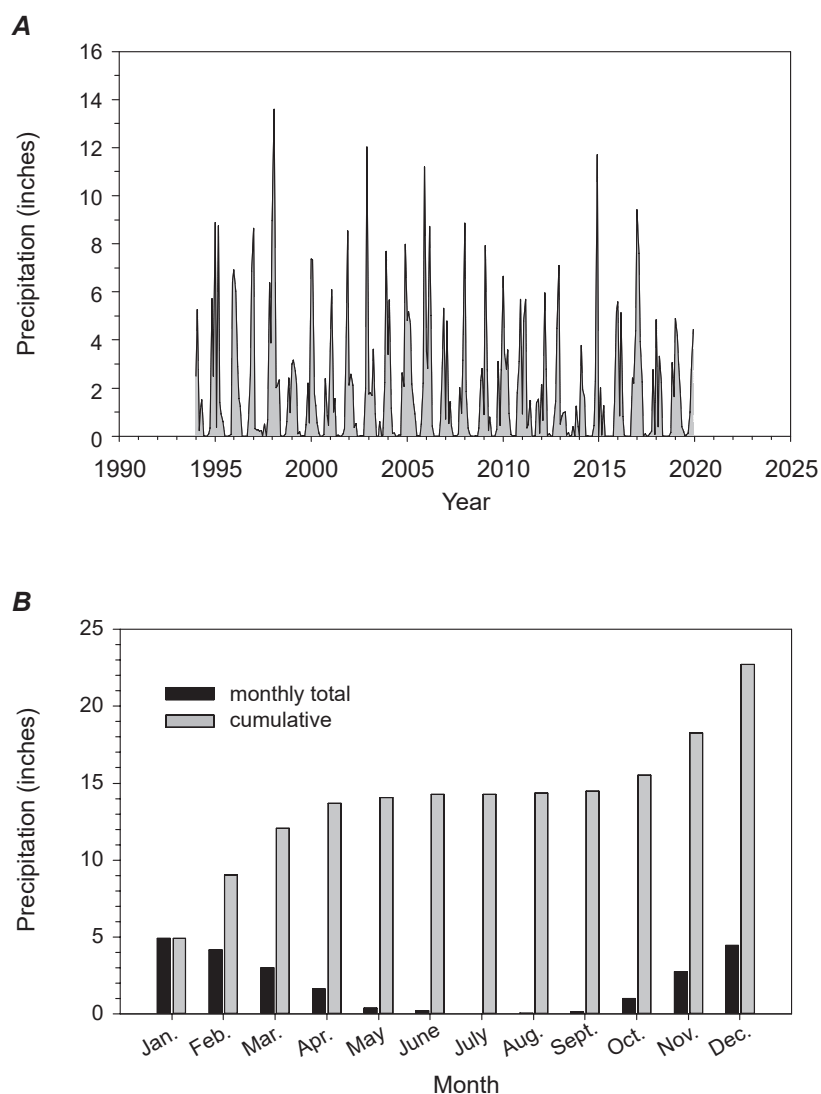 A
16
14
12
10
8
6
4
2
0
Precipitation (inches)
1990 1995 2000 2005 2010 2015 2020 2025
Year
B
25
20
15
10
5
0
Precipitation (inches)
monthly total
cumulative
Jan. Feb. Mar. Apr. May June July Aug. Sept. Oct. Nov. Dec.
Month